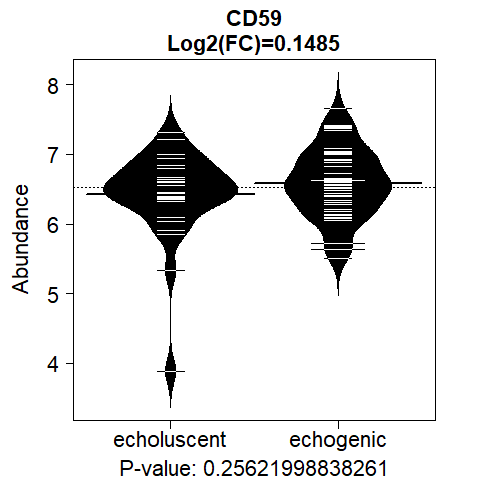 CD59
Log2(FC)=0.1485
8
7
6
5
4
Abundance
echoluscent
echogenic
P-value: 0.25621998838261